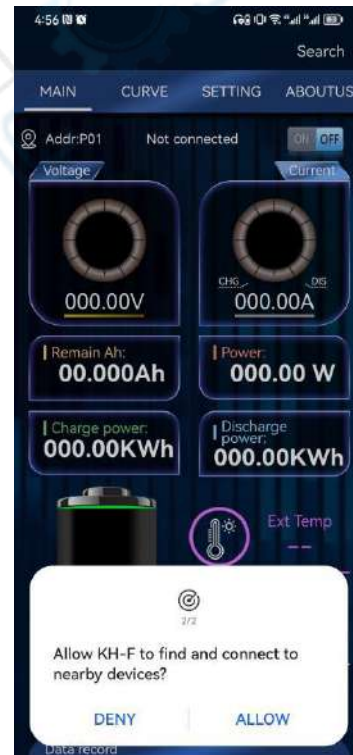 4:56
Search
MAIN CURVE SETTING ABOUTUS
Addr:P01 Not connected ON OFF
Voltage Current
CHG DIS
000.00V 000.00A
Remain Ah: Power:
00.000Ah 000.00 W
Charge power: Discharge
power:
000.00KWh 000.00KWh
Ext Temp
--
2/2
Allow KH-F to find and connect to
nearby devices?
DENY ALLOW
Data record